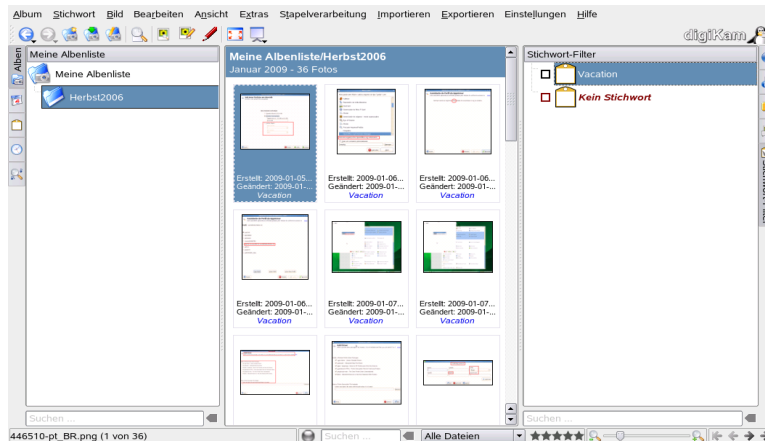 Album Stichwort Bild Bearbeiten Ansicht Extras Stapelverarbeitung Importieren Exportieren Einstellungen Hilfe
digiKam
Alben
Meine Albenliste
Meine Albenliste
Herbst2006
Suchen ...
Meine Albenliste/Herbst2006
Januar 2009 - 36 Fotos
Erstellt: 2009-01-05... Erstellt: 2009-01-06... Erstellt: 2009-01-06...
Geändert: 2009-01-... Geändert: 2009-01-... Geändert: 2009-01-...
Vacation Vacation Vacation
Erstellt: 2009-01-06... Erstellt: 2009-01-07... Erstellt: 2009-01-07...
Geändert: 2009-01-... Geändert: 2009-01-... Geändert: 2009-01-...
Vacation Vacation Vacation
Stichwort-Filter
Vacation
Kein Stichwort
Suchen ...
446510-pt_BR.png (1 von 36)
Suchen ...
Alle Dateien